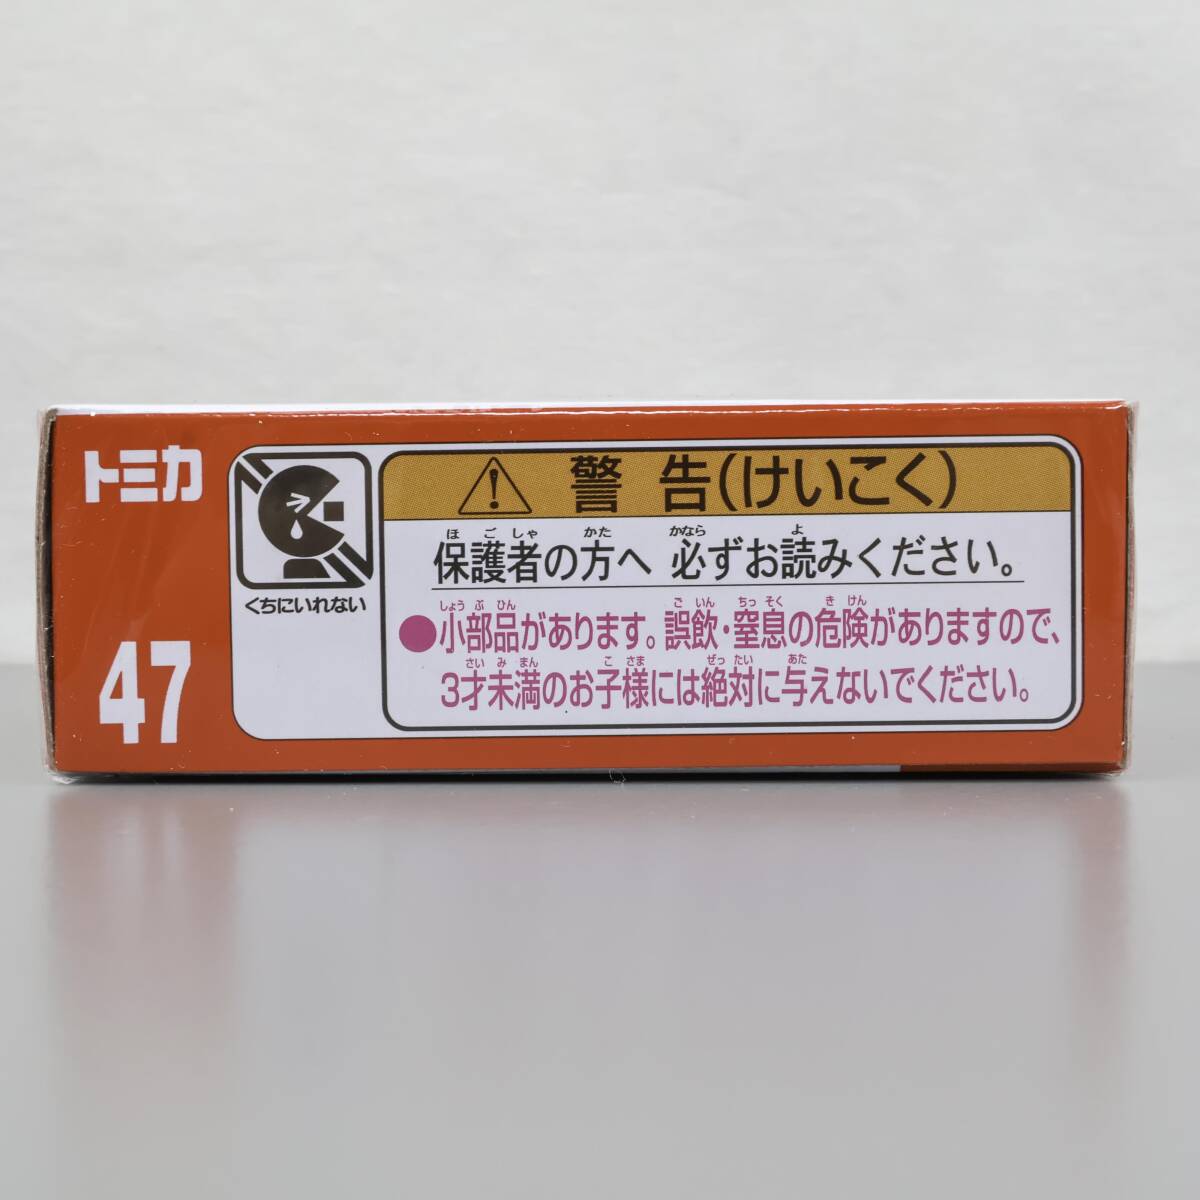 トミカ
47
くちにいれない
警告(けいこく)
ほごしゃ かた かなら よ
保護者の方へ 必ずお読みください。
しょうぶひん ごいん ちっそく きけん
●小部品があります。誤飲・窒息の危険がありますので、
さいみまん こさま ぜったい あた
3才未満のお子様には絶対に与えないでください。